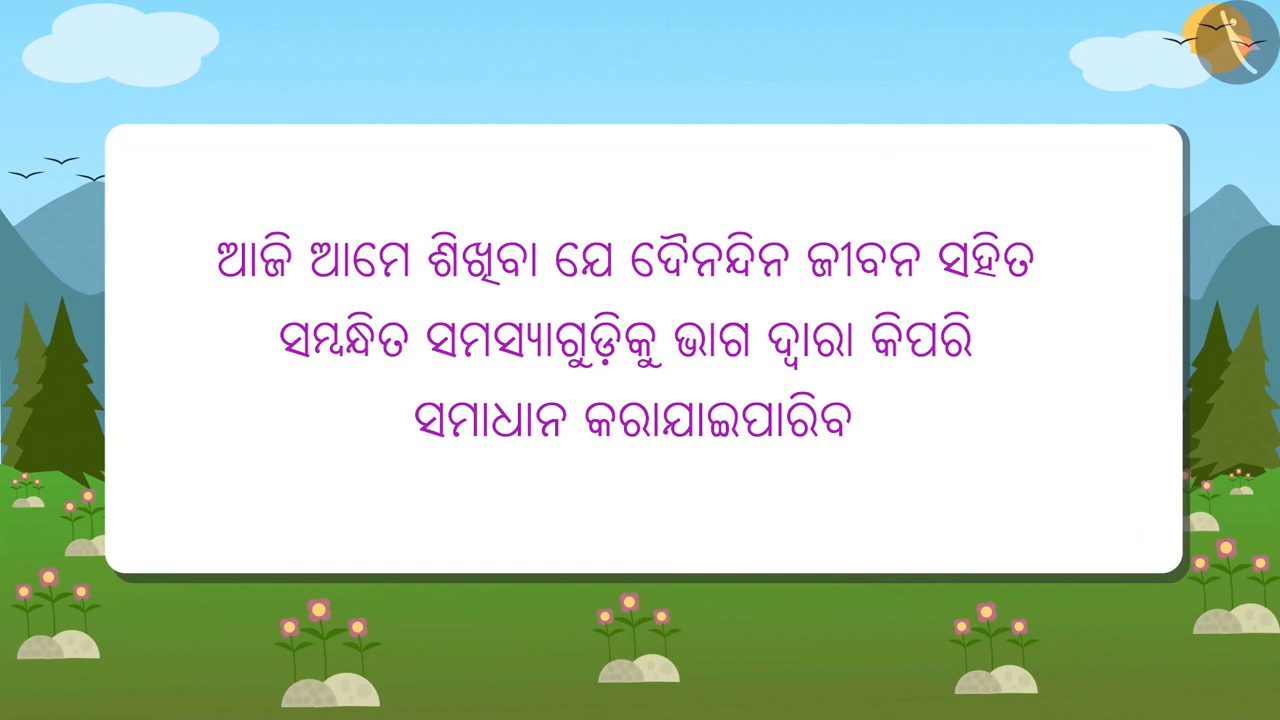 ଆଜି ଆମେ ଶିଖିବା ଯେ ଦୈନନ୍ଦିନ ଜୀବନ ସହିତ
ସମ୍ବନ୍ଧିତ ସମସ୍ୟାଗୁଡ଼ିକୁ ଭାଗ ଦ୍ୱାରା କିପରି
ସମାଧାନ କରାଯାଇପାରିବ